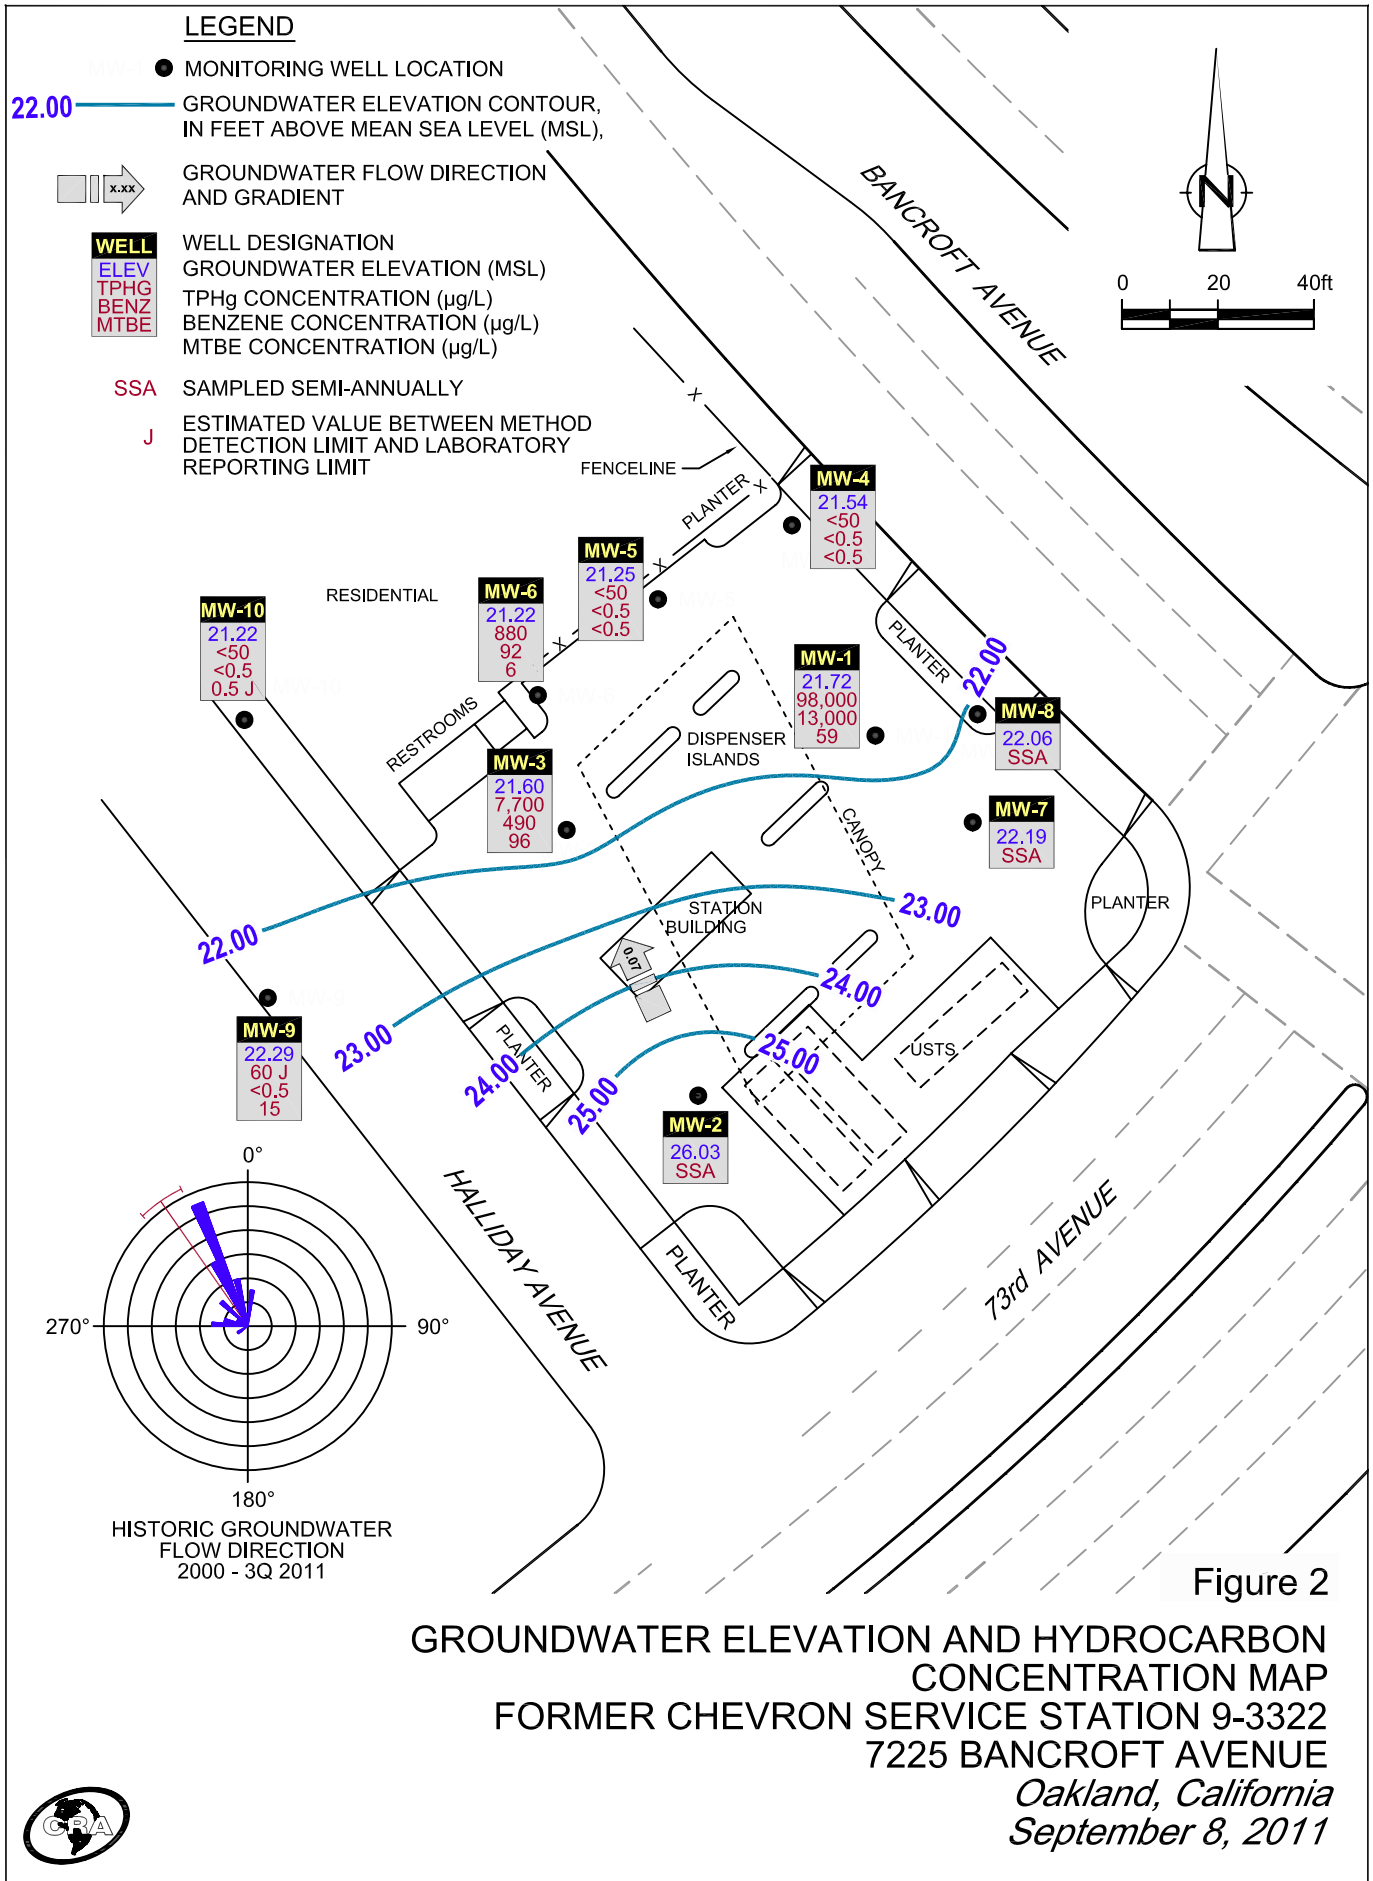 LEGEND
MONITORING WELL LOCATION
22.00
GROUNDWATER ELEVATION CONTOUR,
IN FEET ABOVE MEAN SEA LEVEL (MSL),
x.xx
GROUNDWATER FLOW DIRECTION
AND GRADIENT
WELL
ELEV
TPHG
BENZ
MTBE
WELL DESIGNATION
GROUNDWATER ELEVATION (MSL)
TPHg CONCENTRATION (µg/L)
BENZENE CONCENTRATION (µg/L)
MTBE CONCENTRATION (µg/L)
SSA SAMPLED SEMI-ANNUALLY
J ESTIMATED VALUE BETWEEN METHOD
DETECTION LIMIT AND LABORATORY
REPORTING LIMIT
N
0 20 40ft
BANCROFT AVENUE
FENCELINE
X
X
X
X
PLANTER
MW-4
21.54
<50
<0.5
<0.5
MW-5
21.25
<50
<0.5
<0.5
RESIDENTIAL
MW-6
21.22
880
92
6
MW-10
21.22
<50
<0.5
0.5 J
PLANTER
22.00
MW-1
21.72
98,000
13,000
59
MW-8
22.06
SSA
RESTROOMS
DISPENSER
ISLANDS
MW-3
21.60
7,700
490
96
CANOPY
MW-7
22.19
SSA
PLANTER
STATION
BUILDING
23.00
22.00
0.07
24.00
MW-9
22.29
60 J
<0.5
15
23.00
PLANTER
24.00
25.00
25.00
USTS
MW-2
26.03
SSA
PLANTER
HALLIDAY AVENUE
73rd AVENUE
0°
270°
90°
180°
HISTORIC GROUNDWATER
FLOW DIRECTION
2000 - 3Q 2011
Figure 2
GROUNDWATER ELEVATION AND HYDROCARBON
CONCENTRATION MAP
FORMER CHEVRON SERVICE STATION 9-3322
7225 BANCROFT AVENUE
Oakland, California
September 8, 2011
CRA